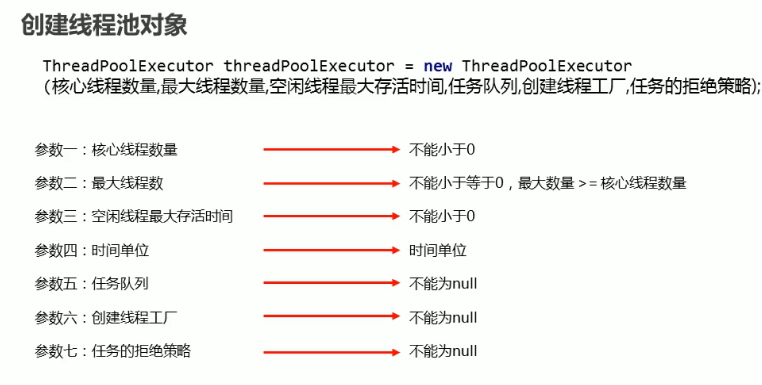 创建线程池对象
ThreadPoolExecutor threadPoolExecutor = new ThreadPoolExecutor
(核心线程数量,最大线程数量,空闲线程最大存活时间,任务队列,创建线程工厂,任务的拒绝策略);
参数一：核心线程数量 不能小于0
参数二：最大线程数 不能小于等于0，最大数量 >= 核心线程数量
参数三：空闲线程最大存活时间 不能小于0
参数四：时间单位 时间单位
参数五：任务队列 不能为null
参数六：创建线程工厂 不能为null
参数七：任务的拒绝策略 不能为null